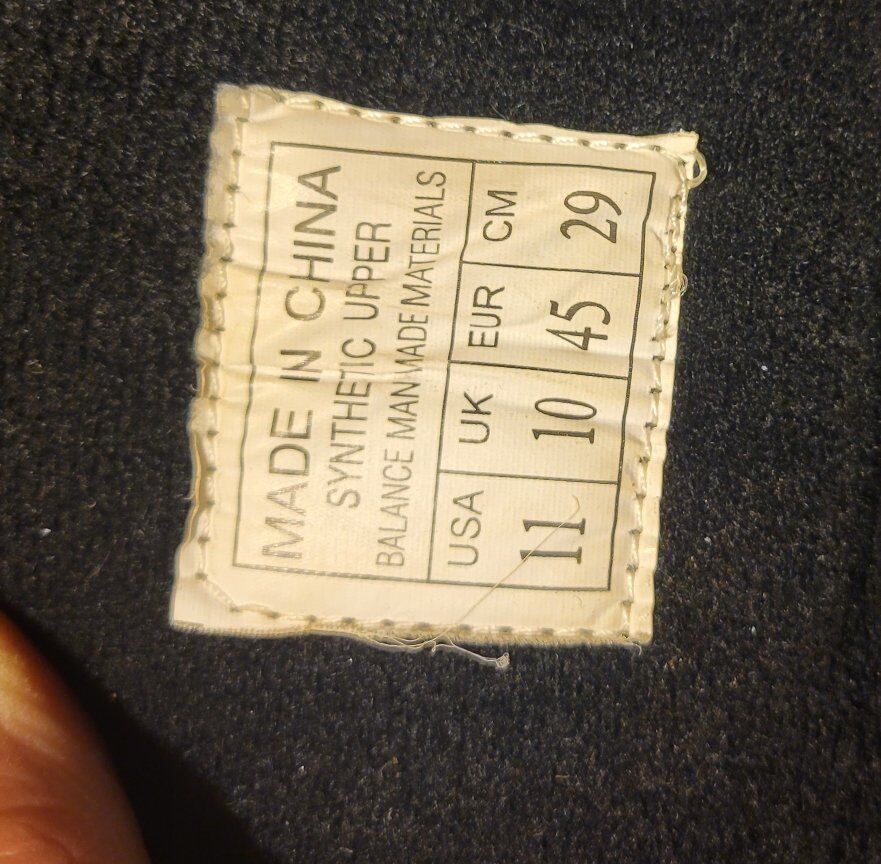 MADE IN CHINA
SYNTHETIC UPPER
BALANCE MAN MADE MATERIALS
USA UK EUR CM
11 10 45 29